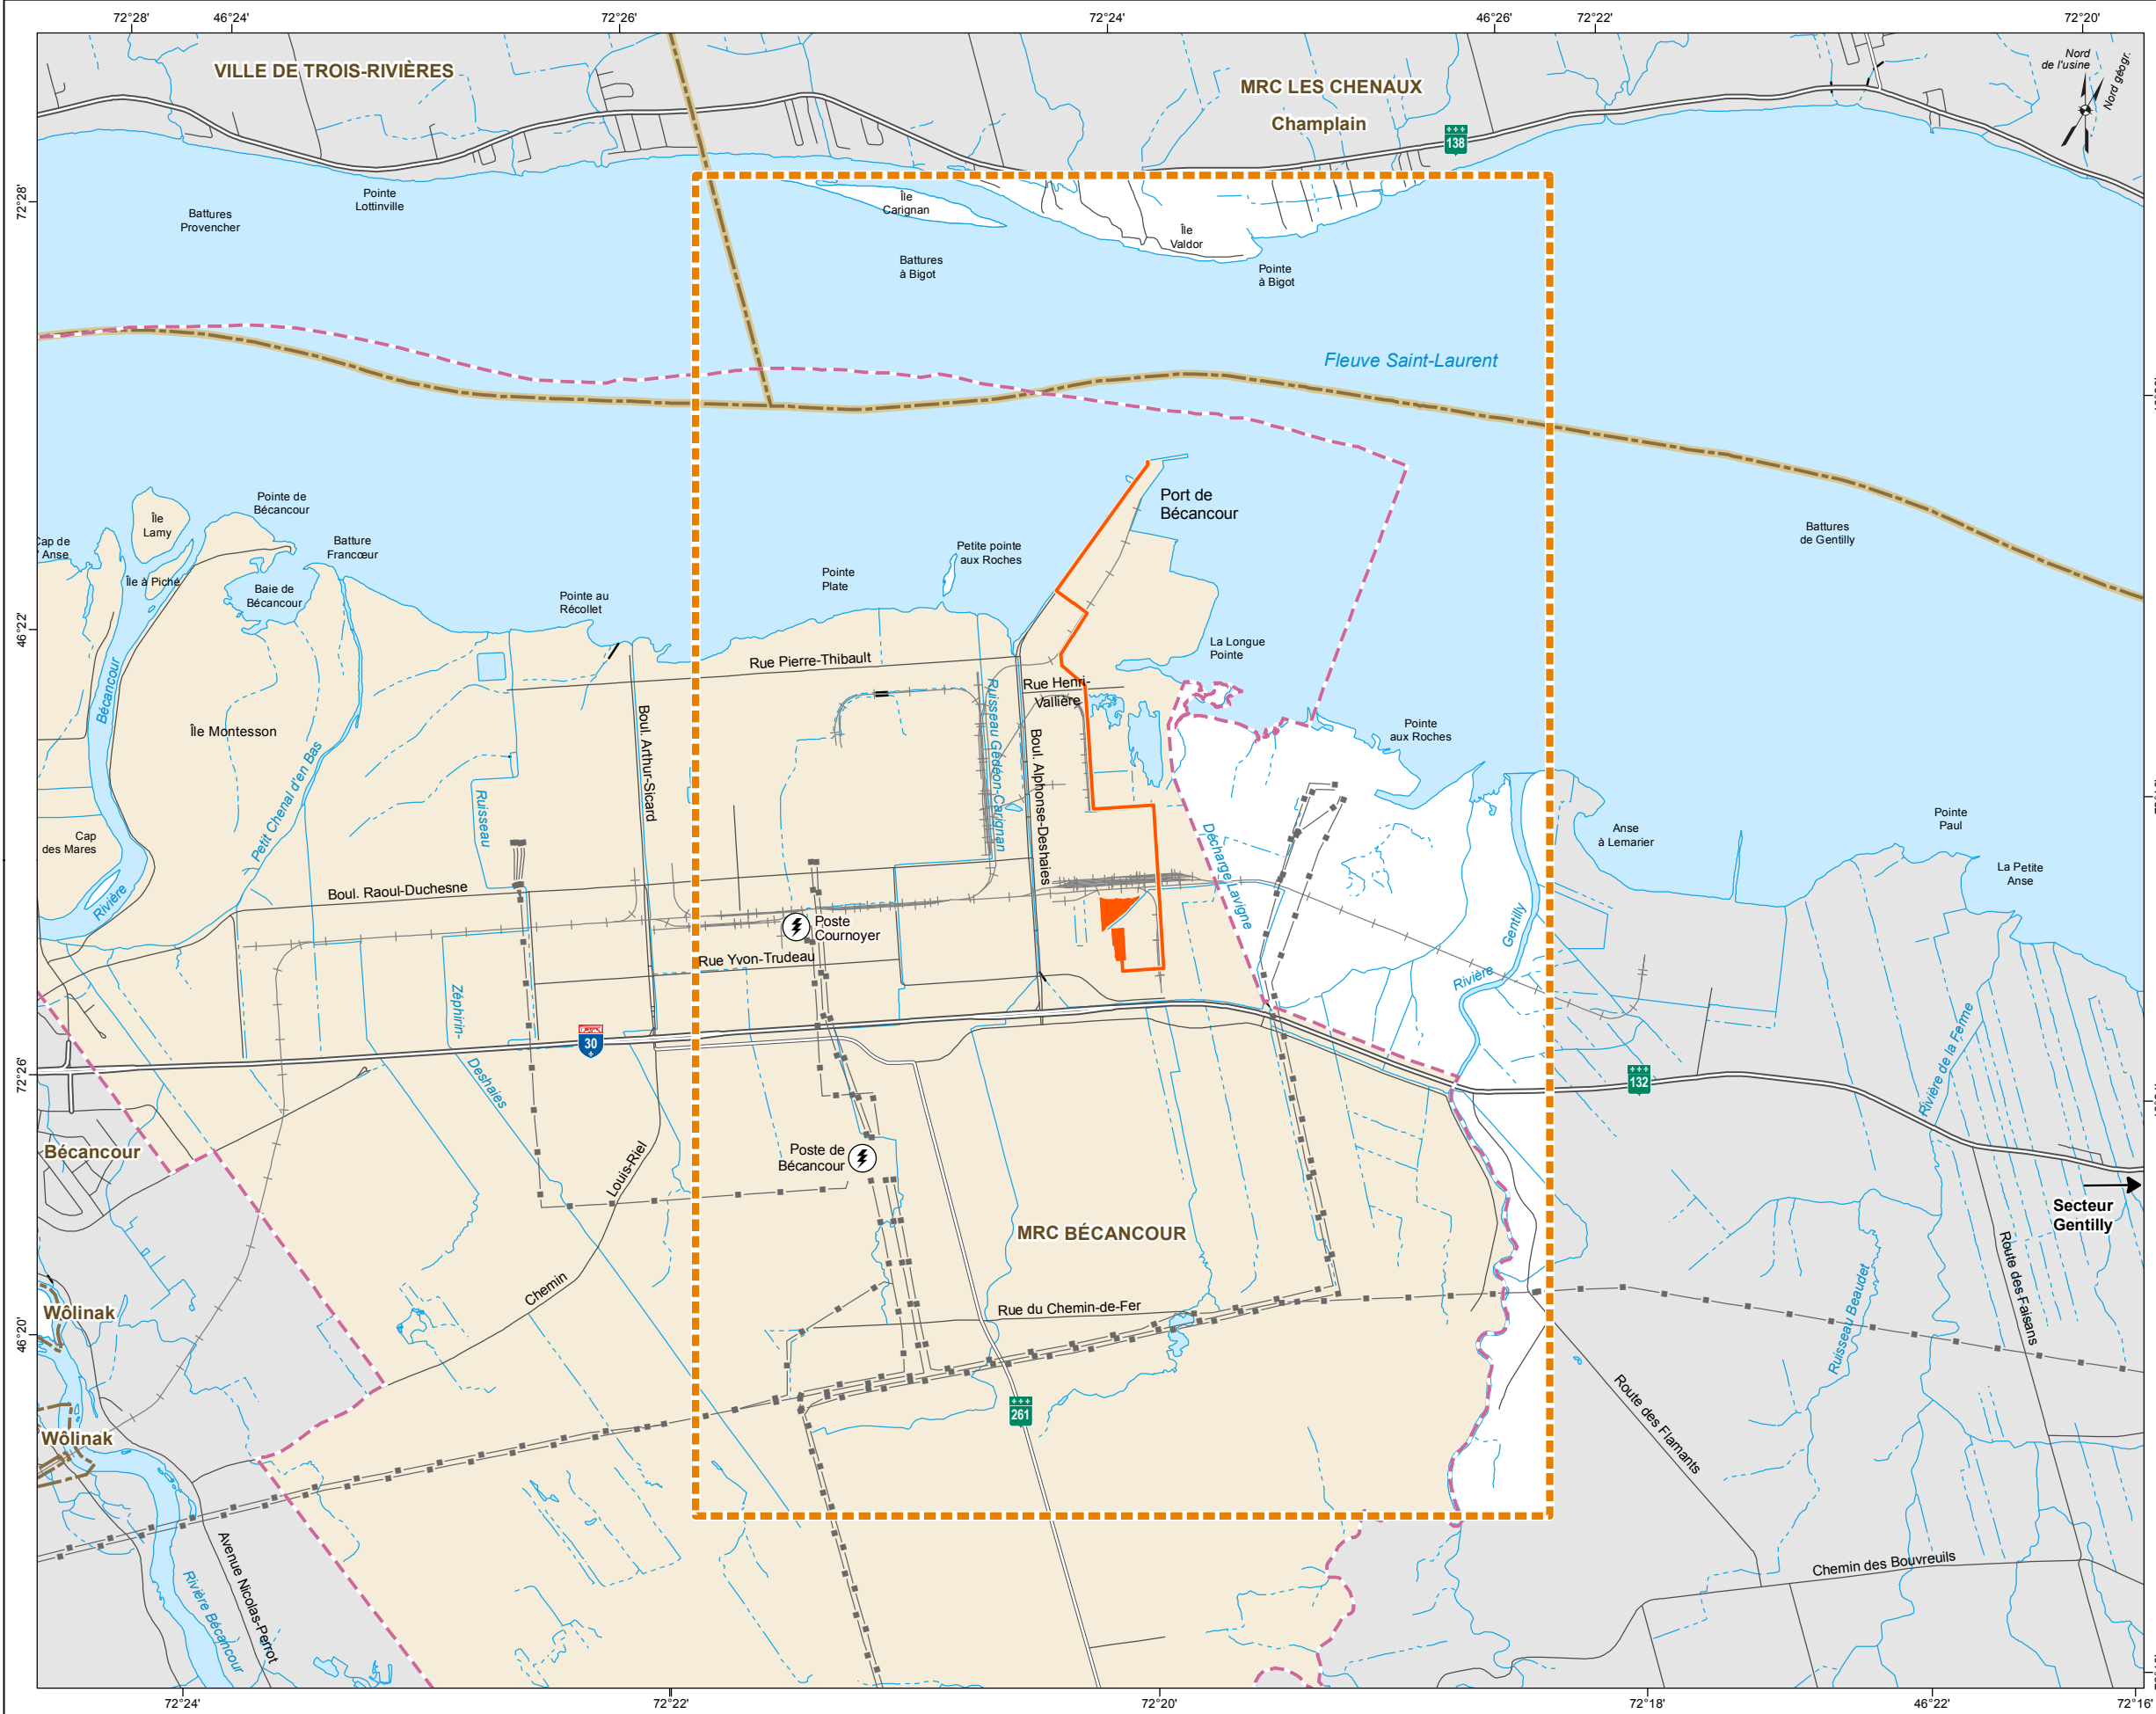 72°28'
46°24'
72°26'
72°24'
46°26'
72°22'
72°20'
VILLE DE TROIS-RIVIÈRES
MRC LES CHENAUX
Champlain
138
Nord
de l'usine
Nord géogr.
72°28'
Pointe
Lottinville
Battures
Provencher
Île
Carignan
Île
Valdor
Battures
à Bigot
Pointe
à Bigot
Fleuve Saint-Laurent
Port de
Bécancour
Pointe de
Bécancour
Île
Lamy
Batture
Francœur
Cap de
Anse
Île à Piché
Baie de
Bécancour
Petite pointe
aux Roches
Pointe
Plate
Pointe au
Récollet
Battures
de Gentilly
46°22'
La Longue
Pointe
Rue Pierre-Thibault
Rue Henri-
Vallière
Bécancour
Île Montesson
Petit Chenal d'en Bas
Ruisseau
Boul. Arthur-Sicard
Ruisseau Gédéon-Carignan
Boul. Alphonse-Deshaies
Pointe
aux Roches
Cap
des Mares
Rivière
Boul. Raoul-Duchesne
Décharge Lavigne
Anse
à Lemarier
Pointe
Paul
La Petite
Anse
Poste
Cournoyer
Rue Yvon-Trudeau
Gentilly
Rivière
Zéphirin-
Deshaies
30
132
Rivière de la Ferme
72°26'
Bécancour
Louis-Riel
Chemin
Poste de
Bécancour
MRC BÉCANCOUR
Secteur
Gentilly
Route des Faisans
Ruisseau Beaudet
Wôlinak
Rue du Chemin-de-Fer
46°20'
Route des Flamants
261
Wôlinak
Avenue Nicolas-Perrot
Rivière Bécancour
Chemin des Bouvreuils
72°24'
72°22'
72°20'
72°18'
46°22'
72°16'